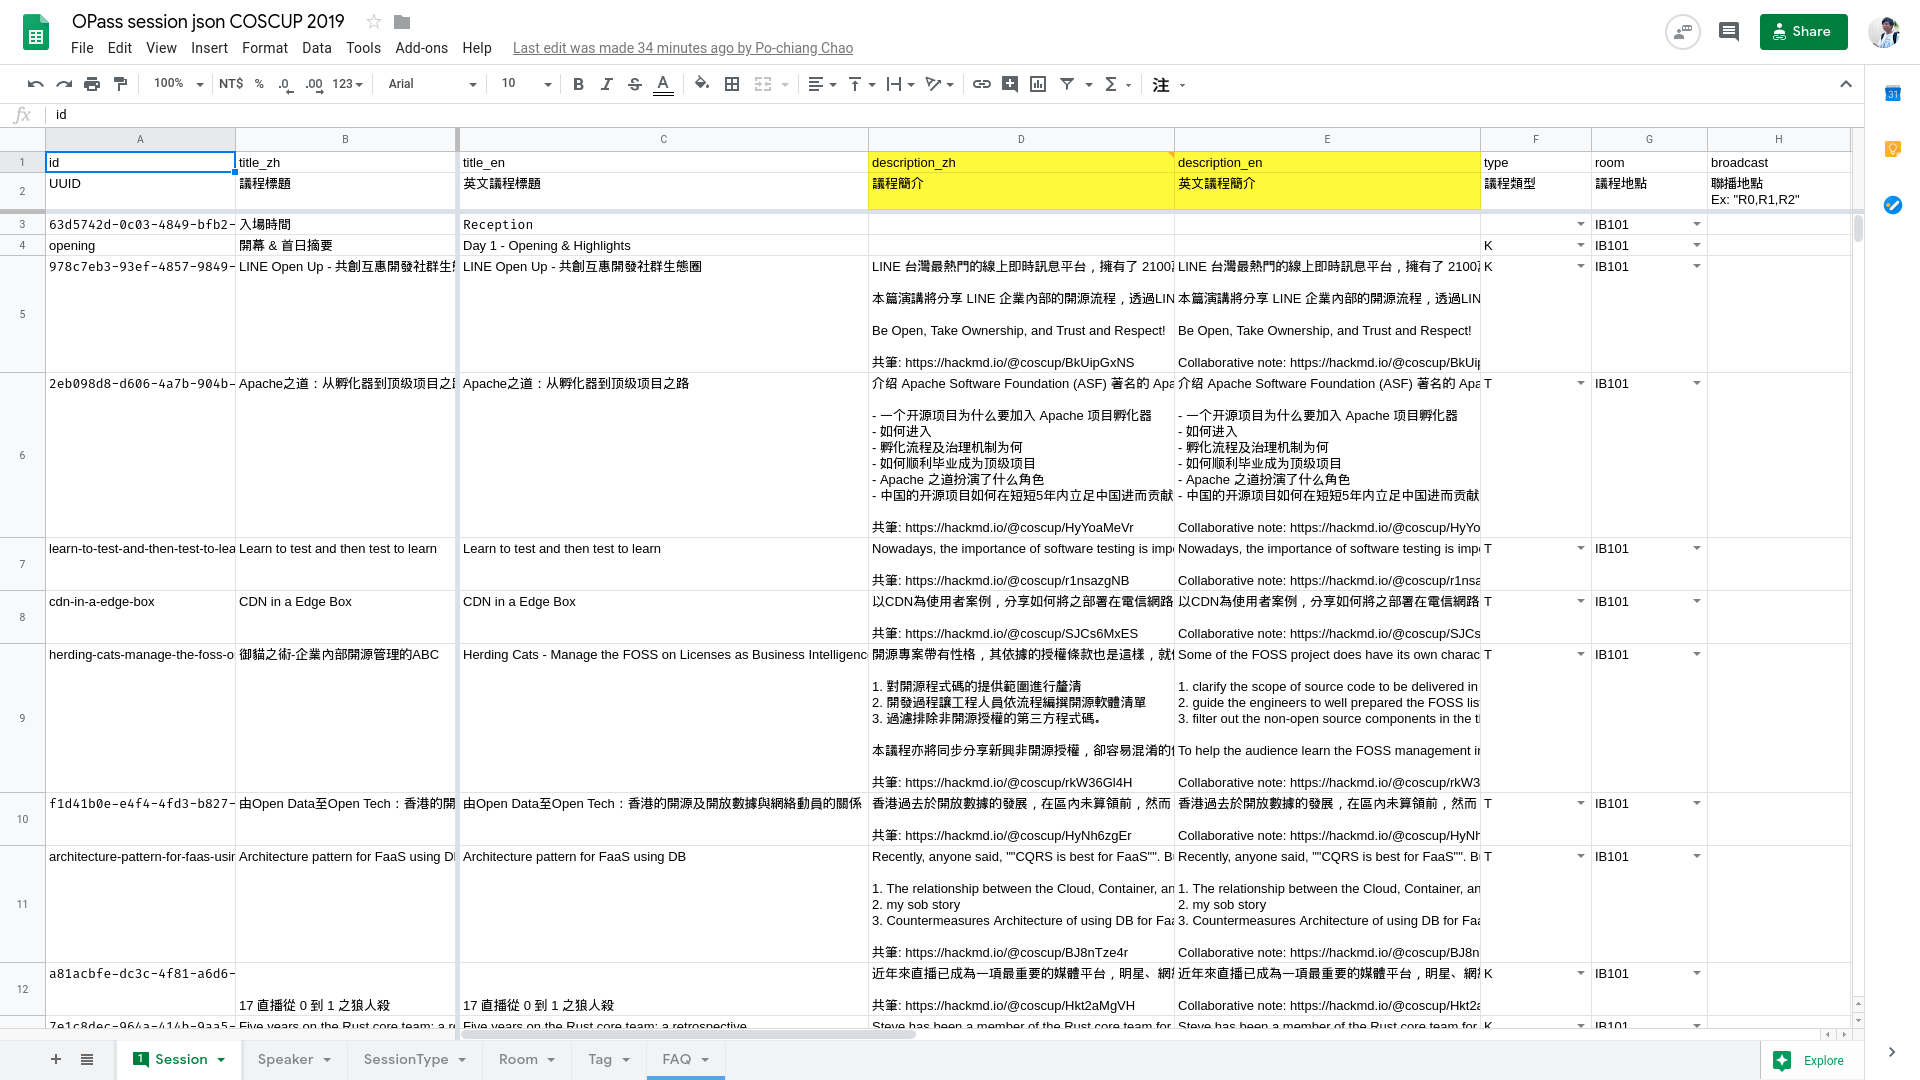 OPass session json COSCUP 2019
File Edit View Insert Format Data Tools Add-ons Help Last edit was made 34 minutes ago by Po-chiang Chao
Share
100% NT$ % .0 .00 123 Arial 10 B I S A 注
31
fx id
A B C D E F G H
1 id title_zh title_en description_zh description_en type room broadcast
2 UUID 議程標題 英文議程標題 議程簡介 英文議程簡介 議程類型 議程地點 聯播地點
Ex: "R0,R1,R2"
3 63d5742d-0c03-4849-bfb2- 入場時間 Reception IB101
4 opening 開幕 & 首日摘要 Day 1 - Opening & Highlights K IB101
5 978c7eb3-93ef-4857-9849- LINE Open Up - 共創互惠開發社群生 LINE Open Up - 共創互惠開發社群生態圈 LINE 台灣最熱門的線上即時訊息平台，擁有了 2100 LINE 台灣最熱門的線上即時訊息平台，擁有了 2100 K IB101
本篇演講將分享 LINE 企業內部的開源流程，透過LIN 本篇演講將分享 LINE 企業內部的開源流程，透過LIN
Be Open, Take Ownership, and Trust and Respect! Be Open, Take Ownership, and Trust and Respect!
共筆: https://hackmd.io/@coscup/BkUipGxNS Collaborative note: https://hackmd.io/@coscup/BkUip
6 2eb098d8-d606-4a7b-904b- Apache之道：从孵化器到顶级项目之 Apache之道：从孵化器到顶级项目之路 介绍 Apache Software Foundation (ASF) 著名的 Apa 介绍 Apache Software Foundation (ASF) 著名的 Apa T IB101
- 一个开源项目为什么要加入 Apache 项目孵化器 - 一个开源项目为什么要加入 Apache 项目孵化器
- 如何进入 - 如何进入
- 孵化流程及治理机制为何 - 孵化流程及治理机制为何
- 如何顺利毕业成为顶级项目 - 如何顺利毕业成为顶级项目
- Apache 之道扮演了什么角色 - Apache 之道扮演了什么角色
- 中国的开源项目如何在短短5年内立足中国进而贡献 - 中国的开源项目如何在短短5年内立足中国进而贡献
共筆: https://hackmd.io/@coscup/HyYoaMeVr Collaborative note: https://hackmd.io/@coscup/HyYo
7 learn-to-test-and-then-test-to-lea Learn to test and then test to learn Learn to test and then test to learn Nowadays, the importance of software testing is imp Nowadays, the importance of software testing is imp T IB101
共筆: https://hackmd.io/@coscup/r1nsazgNB Collaborative note: https://hackmd.io/@coscup/r1nsa
8 cdn-in-a-edge-box CDN in a Edge Box CDN in a Edge Box 以CDN為使用者案例，分享如何將之部署在電信網路 以CDN為使用者案例，分享如何將之部署在電信網路 T IB101
共筆: https://hackmd.io/@coscup/SJCs6MxES Collaborative note: https://hackmd.io/@coscup/SJCs
9 herding-cats-manage-the-foss-o 御貓之術-企業內部開源管理的ABC Herding Cats - Manage the FOSS on Licenses as Business Intelligence 開源專案帶有性格，其依據的授權條款也是這樣，就 Some of the FOSS project does have its own charac T IB101
1. 對開源程式碼的提供範圍進行釐清 1. clarify the scope of source code to be delivered in
2. 開發過程讓工程人員依流程編撰開源軟體清單 2. guide the engineers to well prepared the FOSS lis
3. 過濾排除非開源授權的第三方程式碼。 3. filter out the non-open source components in the t
本議程亦將同步分享新興非開源授權，卻容易混淆的 To help the audience learn the FOSS management i
共筆: https://hackmd.io/@coscup/rkW36Gl4H Collaborative note: https://hackmd.io/@coscup/rkW3
10 f1d41b0e-e4f4-4fd3-b827- 由Open Data至Open Tech：香港的開 由Open Data至Open Tech：香港的開源及開放數據與網絡動員的關係 香港過去於開放數據的發展，在區內未算領前，然而 香港過去於開放數據的發展，在區內未算領前，然而 T IB101
共筆: https://hackmd.io/@coscup/HyNh6zgEr Collaborative note: https://hackmd.io/@coscup/HyNh
11 architecture-pattern-for-faas-usin Architecture pattern for FaaS using D Architecture pattern for FaaS using DB Recently, anyone said, ""CQRS is best for FaaS"". B Recently, anyone said, ""CQRS is best for FaaS"". B T IB101
1. The relationship between the Cloud, Container, an 1. The relationship between the Cloud, Container, an
2. my sob story 2. my sob story
3. Countermeasures Architecture of using DB for Faa 3. Countermeasures Architecture of using DB for Faa
共筆: https://hackmd.io/@coscup/BJ8nTze4r Collaborative note: https://hackmd.io/@coscup/BJ8n
12 a81acbfe-dc3c-4f81-a6d6- 近年來直播已成為一項最重要的媒體平台，明星、網 近年來直播已成為一項最重要的媒體平台，明星、網 K IB101
17 直播從 0 到 1 之狼人殺 17 直播從 0 到 1 之狼人殺 共筆: https://hackmd.io/@coscup/Hkt2aMgVH Collaborative note: https://hackmd.io/@coscup/Hkt2a
7e1c8dec-964a-414b-9aa5- Five years on the Rust core team: a re Five years on the Rust core team: a retrospective Steve has been a member of the Rust core team for Steve has been a member of the Rust core team for K IB101
1 Session Speaker SessionType Room Tag FAQ Explore